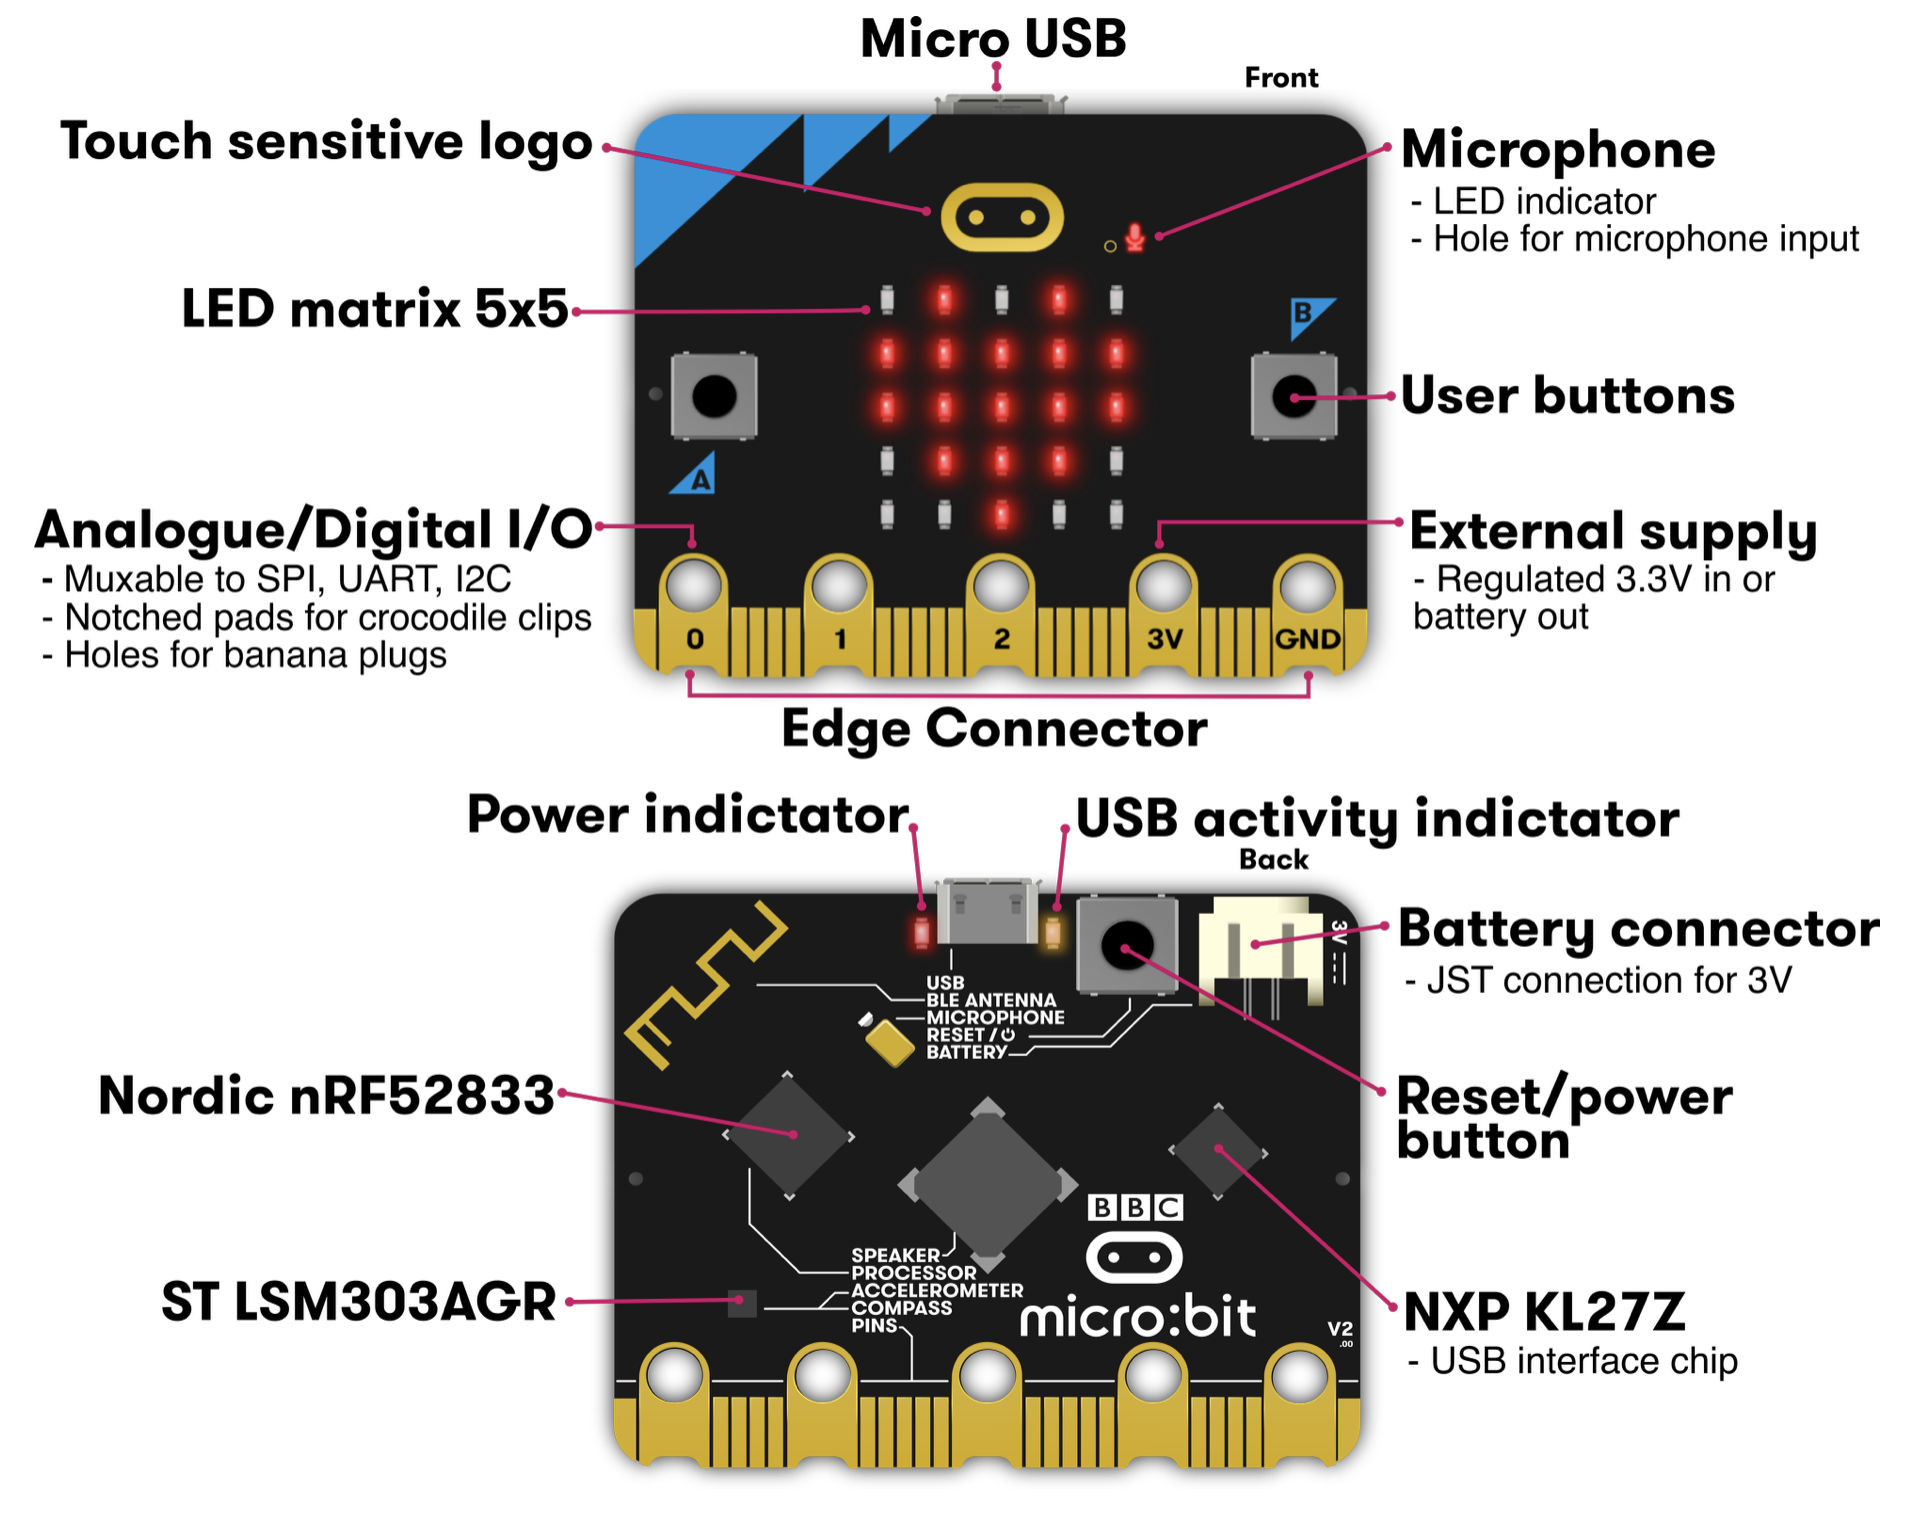 Micro USB
Front
Touch sensitive logo
Microphone
- LED indicator
- Hole for microphone input
LED matrix 5x5
B
User buttons
A
Analogue/Digital I/O
- Muxable to SPI, UART, I2C
- Notched pads for crocodile clips
- Holes for banana plugs
External supply
- Regulated 3.3V in or
battery out
0 1 2 3V GND
Edge Connector
Power indictator
USB activity indictator
Back
Battery connector
- JST connection for 3V
3V
USB
BLE ANTENNA
MICROPHONE
RESET /
BATTERY
Nordic nRF52833
Reset/power
button
BBC
SPEAKER
PROCESSOR
ACCELEROMETER
COMPASS
PINS
ST LSM303AGR
micro:bit
V2
.00
NXP KL27Z
- USB interface chip